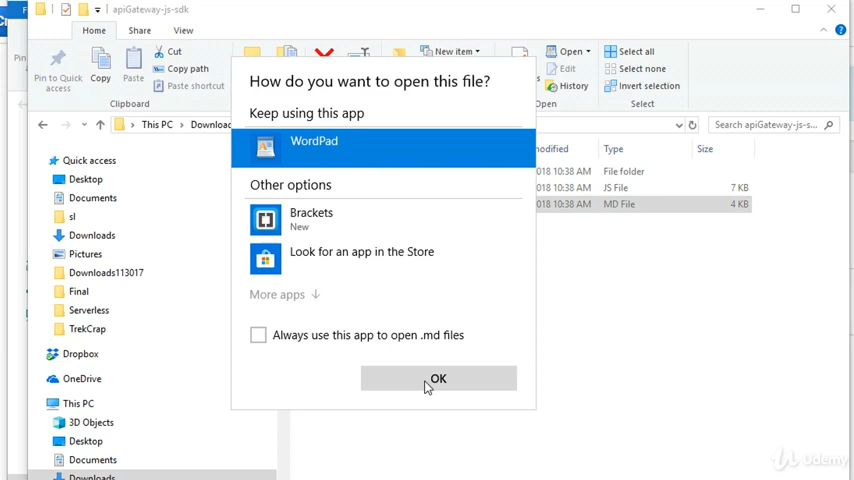 apiGateway-js-sdk
Home
Share
View
Pin to Quick access
Copy
Paste
Cut
Copy path
Paste shortcut
New item
Open
Edit
History
Select all
Select none
Invert selection
Clipboard
Open
Select
This PC
Downloa
Search apiGateway-js-s...
Quick access
Desktop
Documents
sl
Downloads
Pictures
Downloads113017
Final
Serverless
TrekCrap
Dropbox
OneDrive
This PC
3D Objects
Desktop
Documents
Downloads
odified
Type
Size
018 10:38 AM File folder
018 10:38 AM JS File 7 KB
018 10:38 AM MD File 4 KB
How do you want to open this file?
Keep using this app
WordPad
Other options
Brackets
New
Look for an app in the Store
More apps
Always use this app to open .md files
OK
Udemy